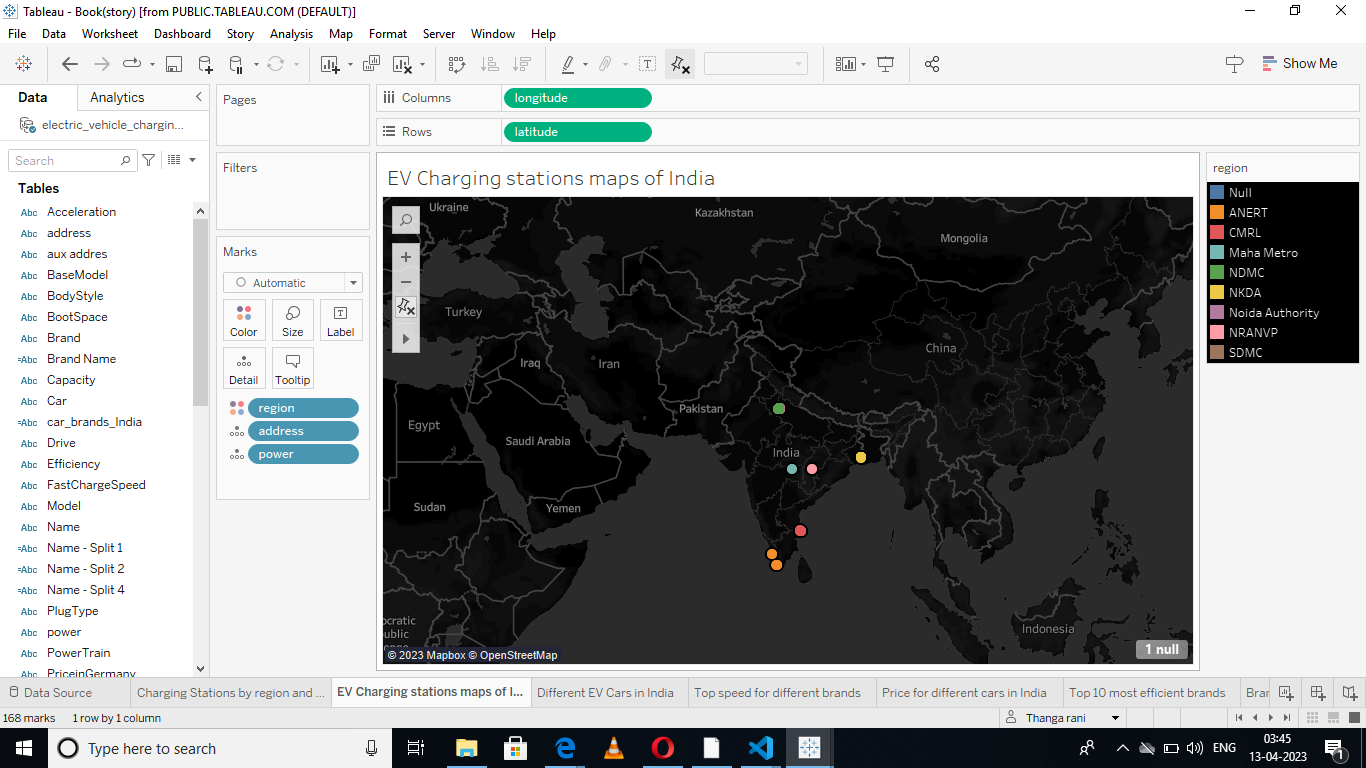 Tableau - Book(story) [from PUBLIC.TABLEAU.COM (DEFAULT)]
File Data Worksheet Dashboard Story Analysis Map Format Server Window Help
Show Me
Data Analytics
electric_vehicle_chargin...
Search
Tables
Abc Acceleration
Abc address
Abc aux addres
Abc BaseModel
Abc BodyStyle
Abc BootSpace
Abc Brand
=Abc Brand Name
Abc Capacity
Abc Car
=Abc car_brands_India
Abc Drive
Abc Efficiency
Abc FastChargeSpeed
Abc Model
Abc Name
=Abc Name - Split 1
=Abc Name - Split 2
=Abc Name - Split 4
Abc PlugType
Abc power
Abc PowerTrain
Abc PriceinGermany
Pages
Filters
Marks
Automatic
Color Size Label
Detail Tooltip
region
address
power
Columns longitude
Rows latitude
EV Charging stations maps of India
Ukraine
Kazakhstan
Mongolia
Turkey
China
Iraq
Iran
Pakistan
Egypt
Saudi Arabia
India
Sudan
Yemen
ocratic
ublic
Indonesia
© 2023 Mapbox © OpenStreetMap
1 null
region
Null
ANERT
CMRL
Maha Metro
NDMC
NKDA
Noida Authority
NRANVP
SDMC
Data Source Charging Stations by region and ... EV Charging stations maps of I... Different EV Cars in India Top speed for different brands Price for different cars in India Top 10 most efficient brands Bran
168 marks 1 row by 1 column Thanga rani
Type here to search
ENG
03:45
13-04-2023
1